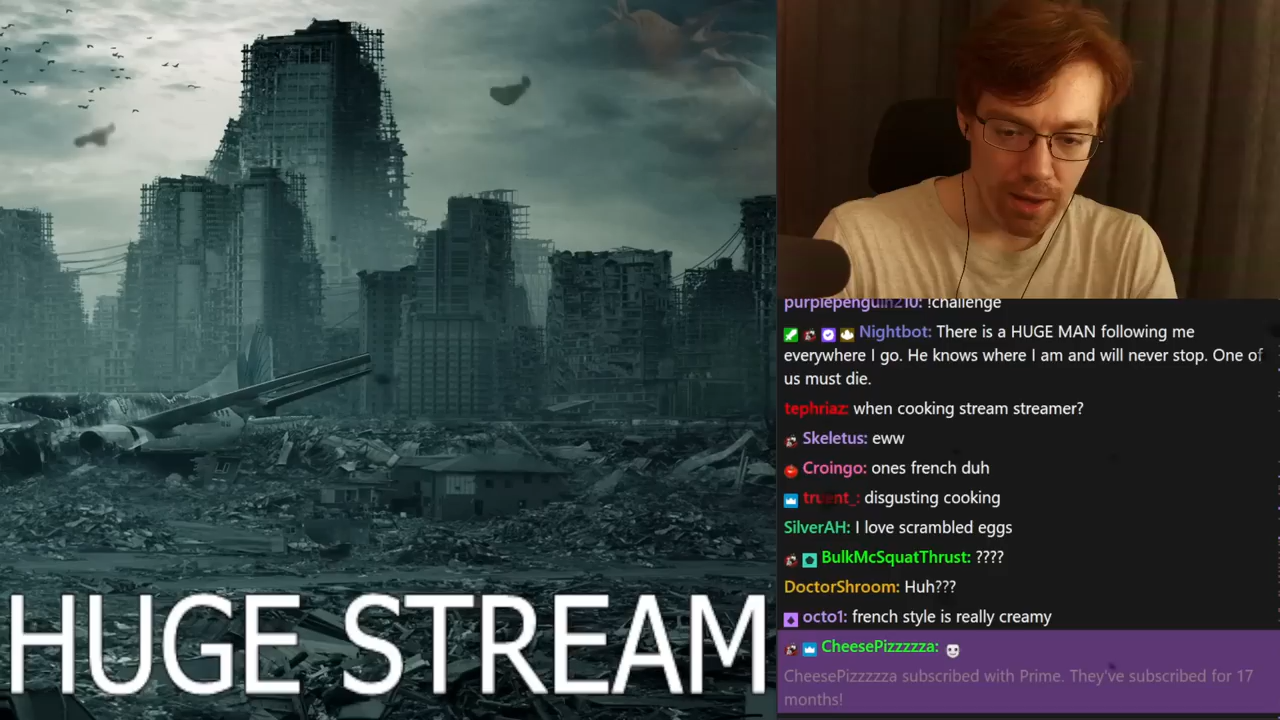 HUGE STREAM
purplepenguin210: !challenge
Nightbot: There is a HUGE MAN following me
everywhere I go. He knows where I am and will never stop. One of
us must die.
tephriaz: when cooking stream streamer?
Skeletus: eww
Croingo: ones french duh
truent_: disgusting cooking
SilverAH: I love scrambled eggs
BulkMcSquatThrust: ????
DoctorShroom: Huh???
octo1: french style is really creamy
CheesePizzzzza:
CheesePizzzzza subscribed with Prime. They've subscribed for 17
months!